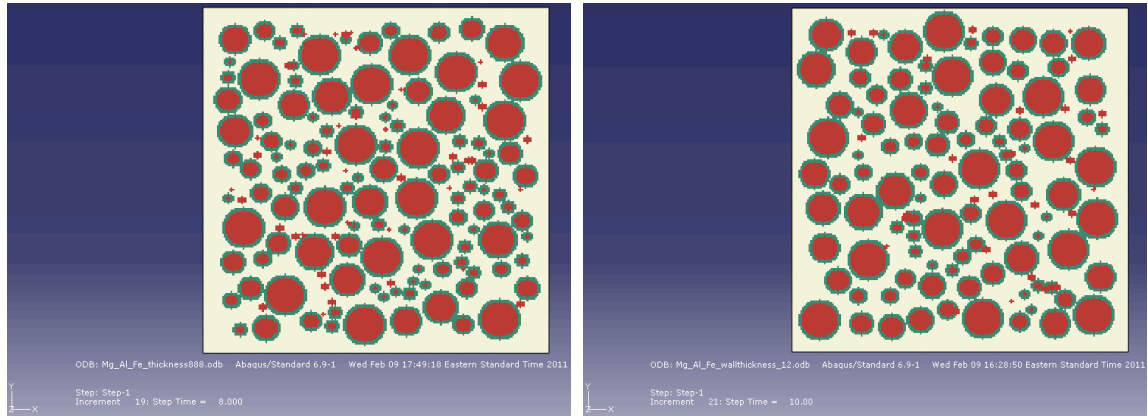 ODB: Mg_Al_Fe_thickness888.odb Abaqus/Standard 6.9-1 Wed Feb 09 17:49:18 Eastern Standard Time 2011
Step: Step-1
Increment 19: Step Time = 8.000
Y
Z X
ODB: Mg_Al_Fe_wallthickness_12.odb Abaqus/Standard 6.9-1 Wed Feb 09 16:28:50 Eastern Standard Time 2011
Step: Step-1
Increment 21: Step Time = 10.00
Y
Z X